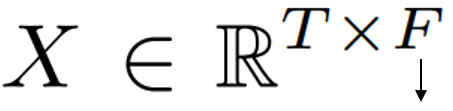 X ∈ ℝ^{T × F}